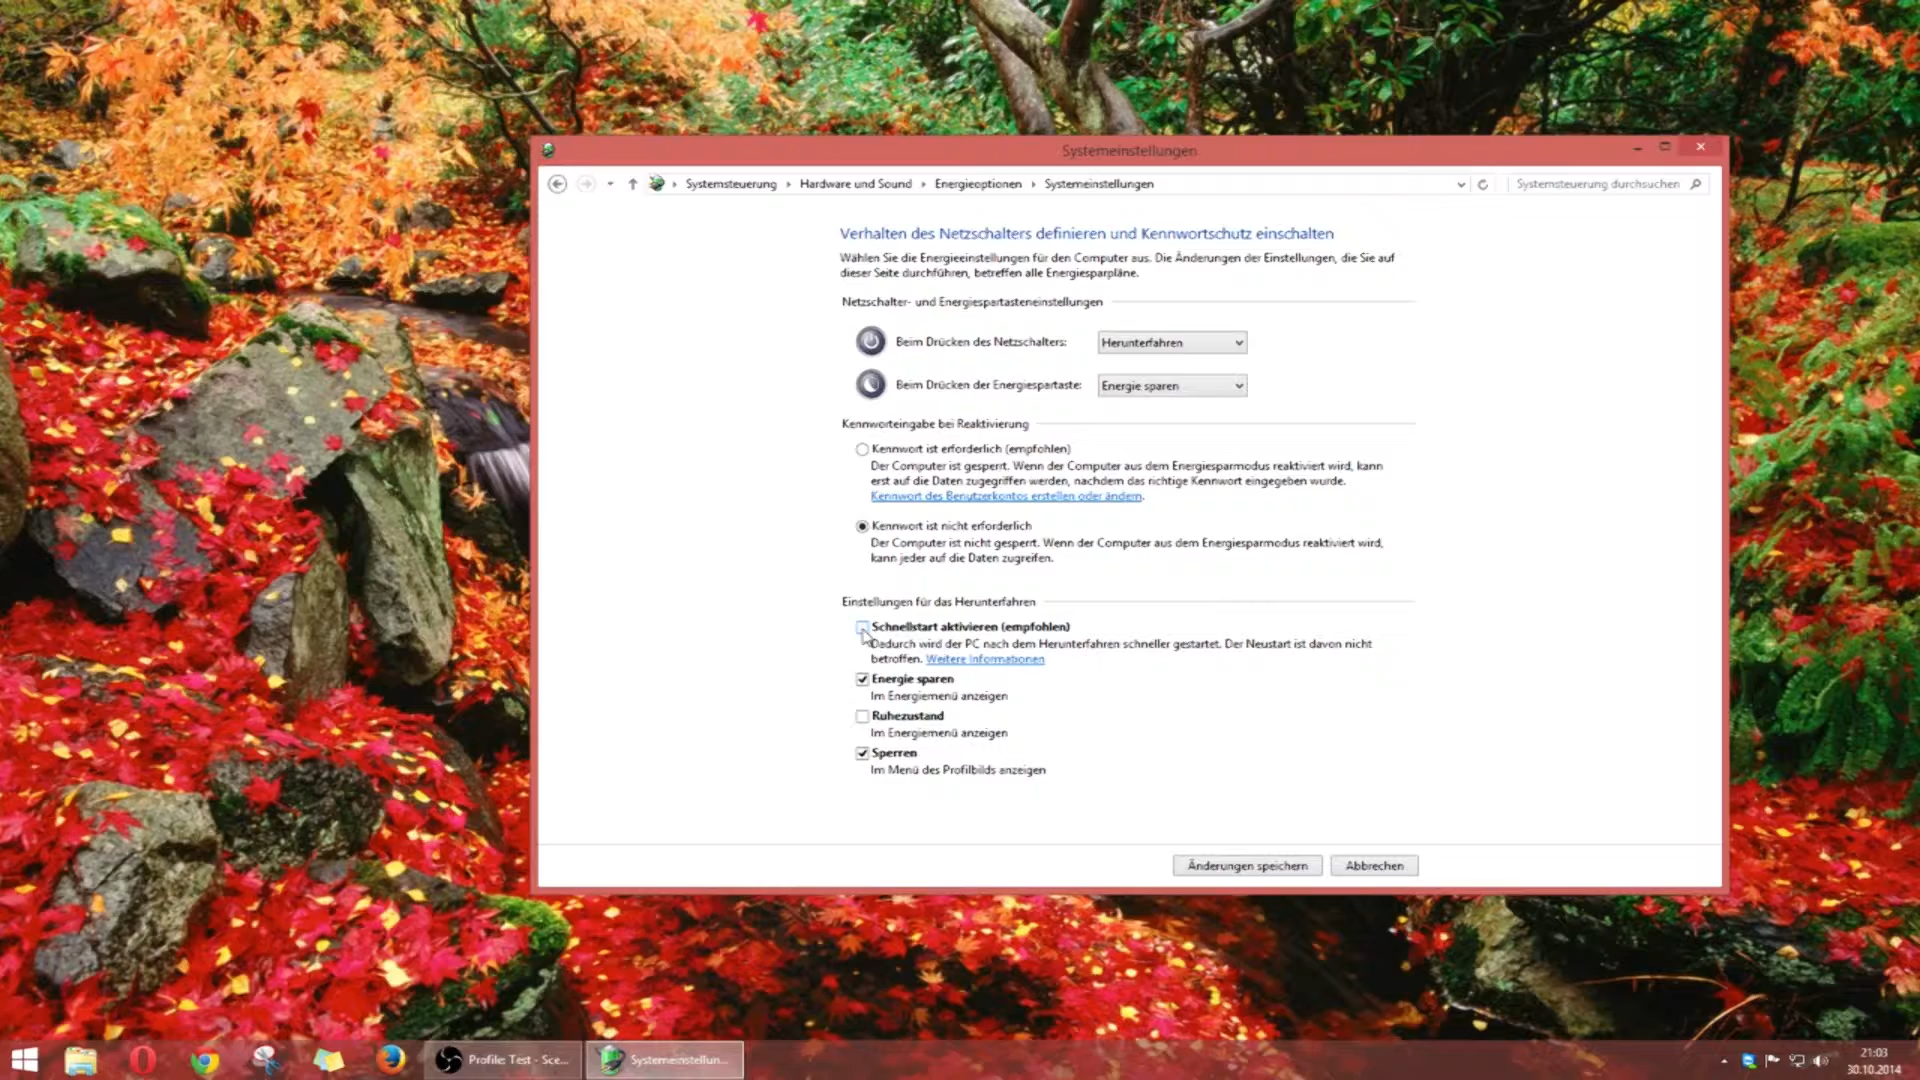 Systemeinstellungen
Systemsteuerung
Hardware und Sound
Energieoptionen
Systemeinstellungen
Systemsteuerung durchsuchen
Verhalten des Netzschalters definieren und Kennwortschutz einschalten
Wählen Sie die Energieeinstellungen für den Computer aus. Die Änderungen der Einstellungen, die Sie auf
dieser Seite durchführen, betreffen alle Energiesparpläne.
Netzschalter- und Energiespartasteneinstellungen
Beim Drücken des Netzschalters:
Herunterfahren
Beim Drücken der Energiespartaste:
Energie sparen
Kennworteingabe bei Reaktivierung
Kennwort ist erforderlich (empfohlen)
Der Computer ist gesperrt. Wenn der Computer aus dem Energiesparmodus reaktiviert wird, kann
erst auf die Daten zugegriffen werden, nachdem das richtige Kennwort eingegeben wurde.
Kennwort des Benutzerkontos erstellen oder ändern.
Kennwort ist nicht erforderlich
Der Computer ist nicht gesperrt. Wenn der Computer aus dem Energiesparmodus reaktiviert wird,
kann jeder auf die Daten zugreifen.
Einstellungen für das Herunterfahren
Schnellstart aktivieren (empfohlen)
Dadurch wird der PC nach dem Herunterfahren schneller gestartet. Der Neustart ist davon nicht
betroffen. Weitere Informationen
Energie sparen
Im Energiemenü anzeigen
Ruhezustand
Im Energiemenü anzeigen
Sperren
Im Menü des Profilbilds anzeigen
Änderungen speichern
Abbrechen
Profile: Test - Sce...
Systemeinstellun...
21:03
30.10.2014